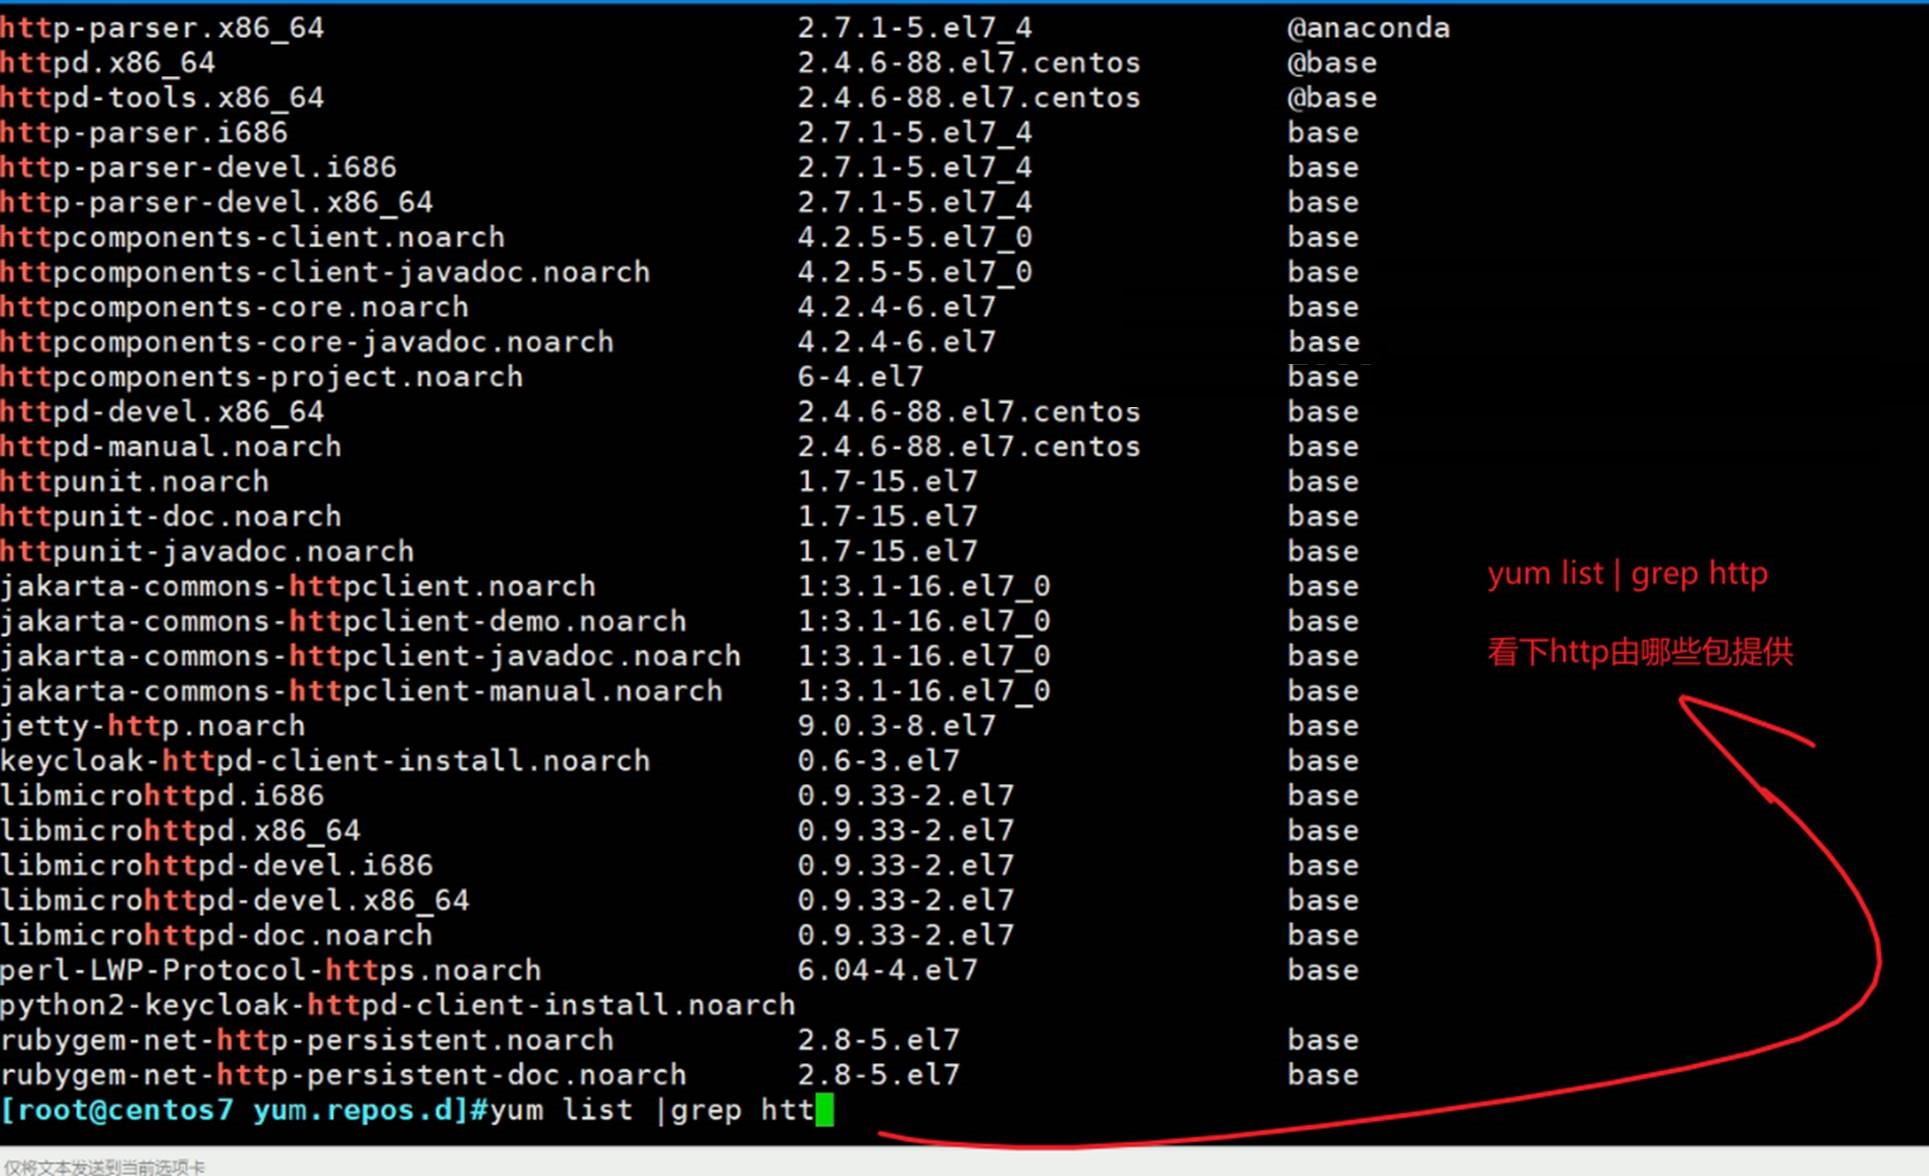 http-parser.x86_64 2.7.1-5.el7_4 @anaconda
httpd.x86_64 2.4.6-88.el7.centos @base
httpd-tools.x86_64 2.4.6-88.el7.centos @base
http-parser.i686 2.7.1-5.el7_4 base
http-parser-devel.i686 2.7.1-5.el7_4 base
http-parser-devel.x86_64 2.7.1-5.el7_4 base
httpcomponents-client.noarch 4.2.5-5.el7_0 base
httpcomponents-client-javadoc.noarch 4.2.5-5.el7_0 base
httpcomponents-core.noarch 4.2.4-6.el7 base
httpcomponents-core-javadoc.noarch 4.2.4-6.el7 base
httpcomponents-project.noarch 6-4.el7 base
httpd-devel.x86_64 2.4.6-88.el7.centos base
httpd-manual.noarch 2.4.6-88.el7.centos base
httpunit.noarch 1.7-15.el7 base
httpunit-doc.noarch 1.7-15.el7 base
httpunit-javadoc.noarch 1.7-15.el7 base
jakarta-commons-httpclient.noarch 1:3.1-16.el7_0 base
jakarta-commons-httpclient-demo.noarch 1:3.1-16.el7_0 base
jakarta-commons-httpclient-javadoc.noarch 1:3.1-16.el7_0 base
jakarta-commons-httpclient-manual.noarch 1:3.1-16.el7_0 base
jetty-http.noarch 9.0.3-8.el7 base
keycloak-httpd-client-install.noarch 0.6-3.el7 base
libmicrohttpd.i686 0.9.33-2.el7 base
libmicrohttpd.x86_64 0.9.33-2.el7 base
libmicrohttpd-devel.i686 0.9.33-2.el7 base
libmicrohttpd-devel.x86_64 0.9.33-2.el7 base
libmicrohttpd-doc.noarch 0.9.33-2.el7 base
perl-LWP-Protocol-https.noarch 6.04-4.el7 base
python2-keycloak-httpd-client-install.noarch
rubygem-net-http-persistent.noarch 2.8-5.el7 base
rubygem-net-http-persistent-doc.noarch 2.8-5.el7 base
[root@centos7 yum.repos.d]#yum list |grep htt
yum list | grep http
看下http由哪些包提供
仅将文本发送到当前选项卡